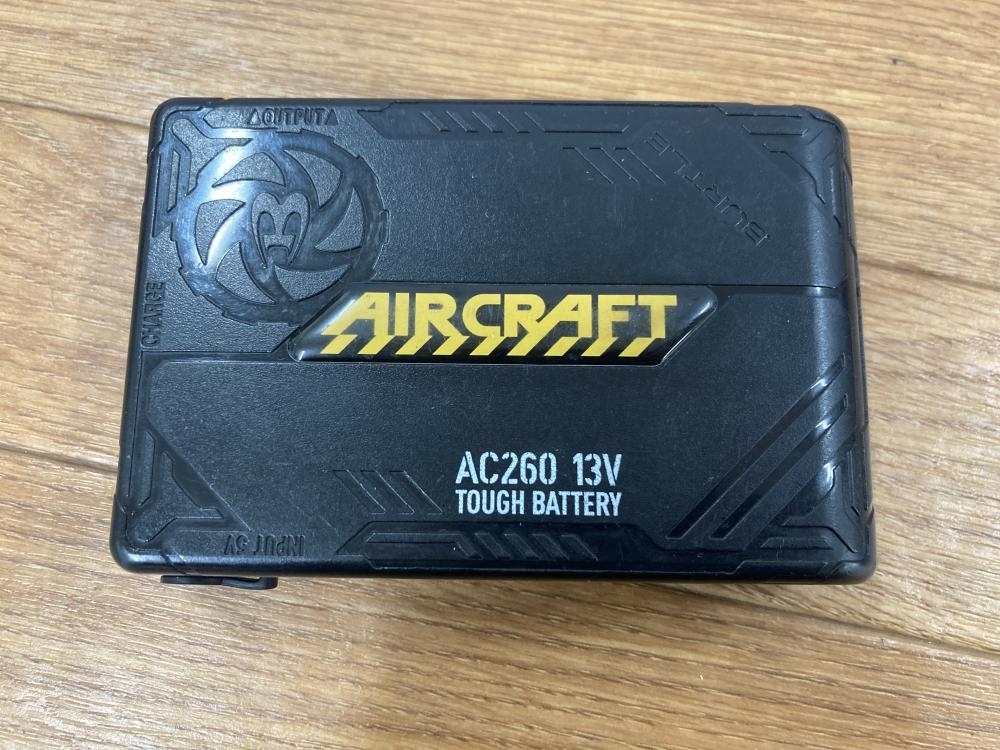 △OUTPUT△
BURTLE
CHARGE
AIRCRAFT
AC260 13V
TOUGH BATTERY
INPUT 5V